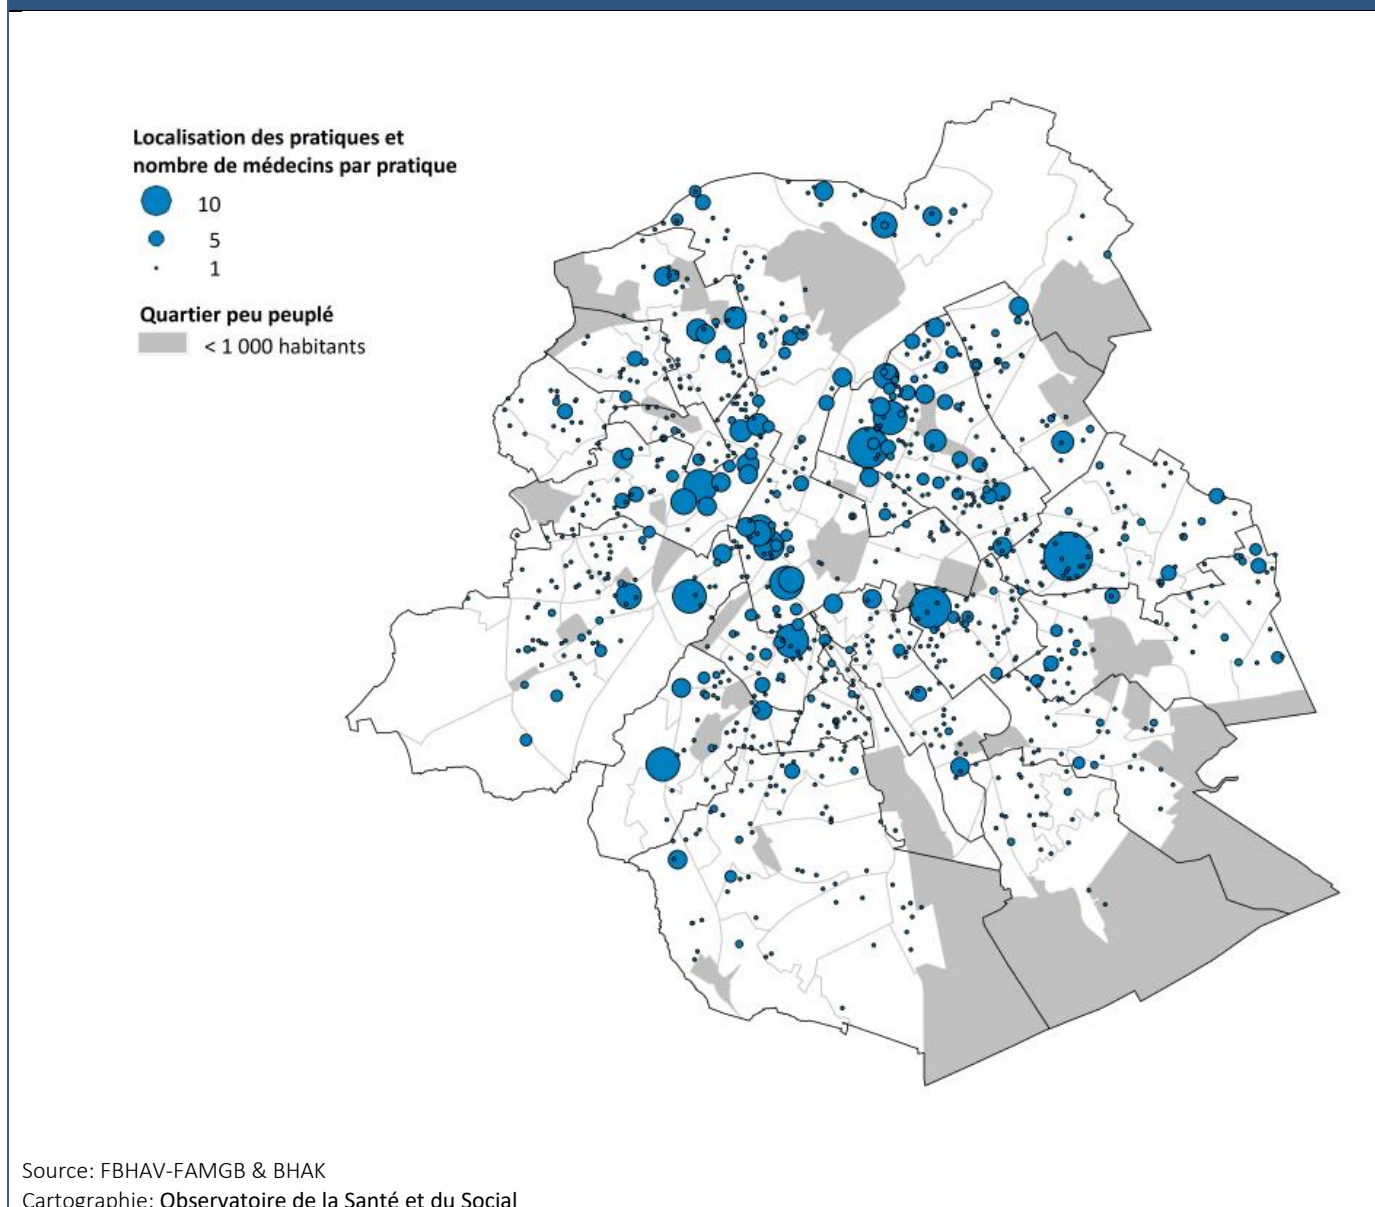 Localisation des pratiques et
nombre de médecins par pratique
10
5
1
Quartier peu peuplé
< 1 000 habitants
Source: FBHAV-FAMGB & BHAK
Cartographie: Observatoire de la Santé et du Social